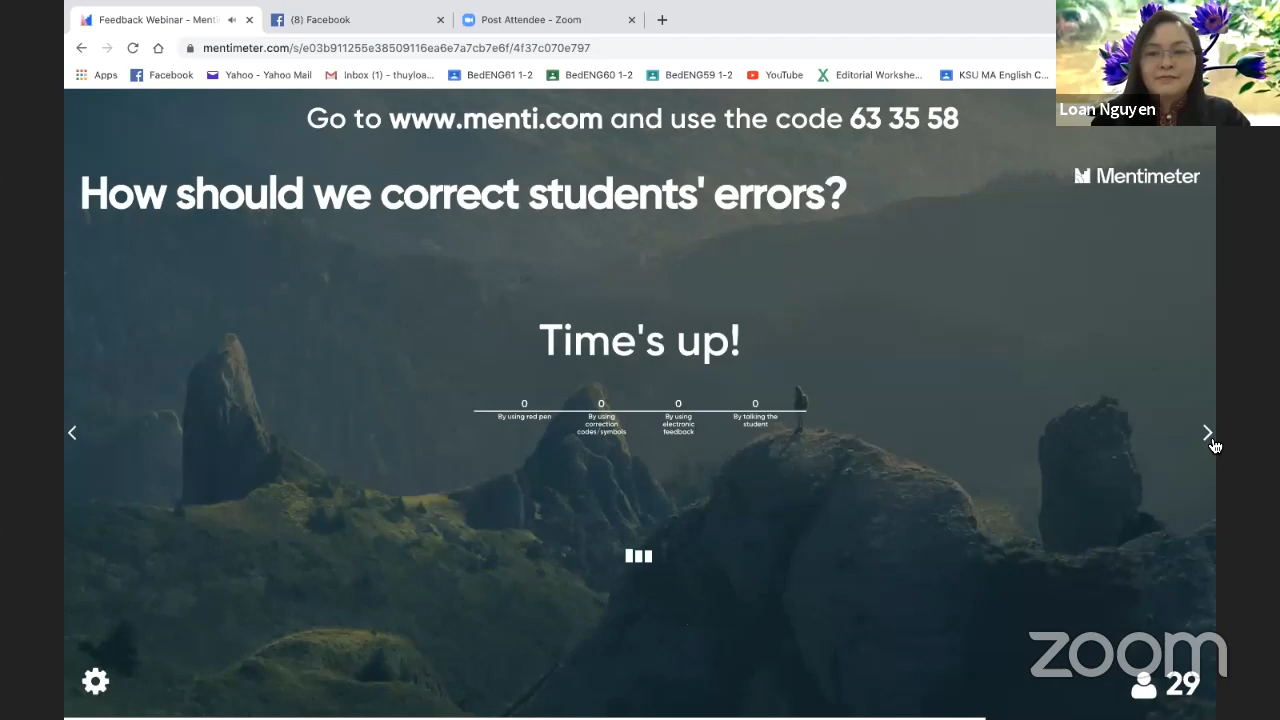 Feedback Webinar - Menti
(8) Facebook
Post Attendee - Zoom
mentimeter.com/s/e03b911255e38509116ea6e7a7cb7e6f/4f37c070e797
Apps
Facebook
Yahoo - Yahoo Mail
Inbox (1) - thuyloa...
BedENG61 1-2
BedENG60 1-2
BedENG59 1-2
YouTube
Editorial Workshe...
KSU MA English C...
Loan Nguyen
Go to www.menti.com and use the code 63 35 58
Mentimeter
How should we correct students' errors?
Time's up!
0
0
0
0
By using red pen
By using
correction
codes/symbols
By using
electronic
feedback
By talking the
student
zoom
29